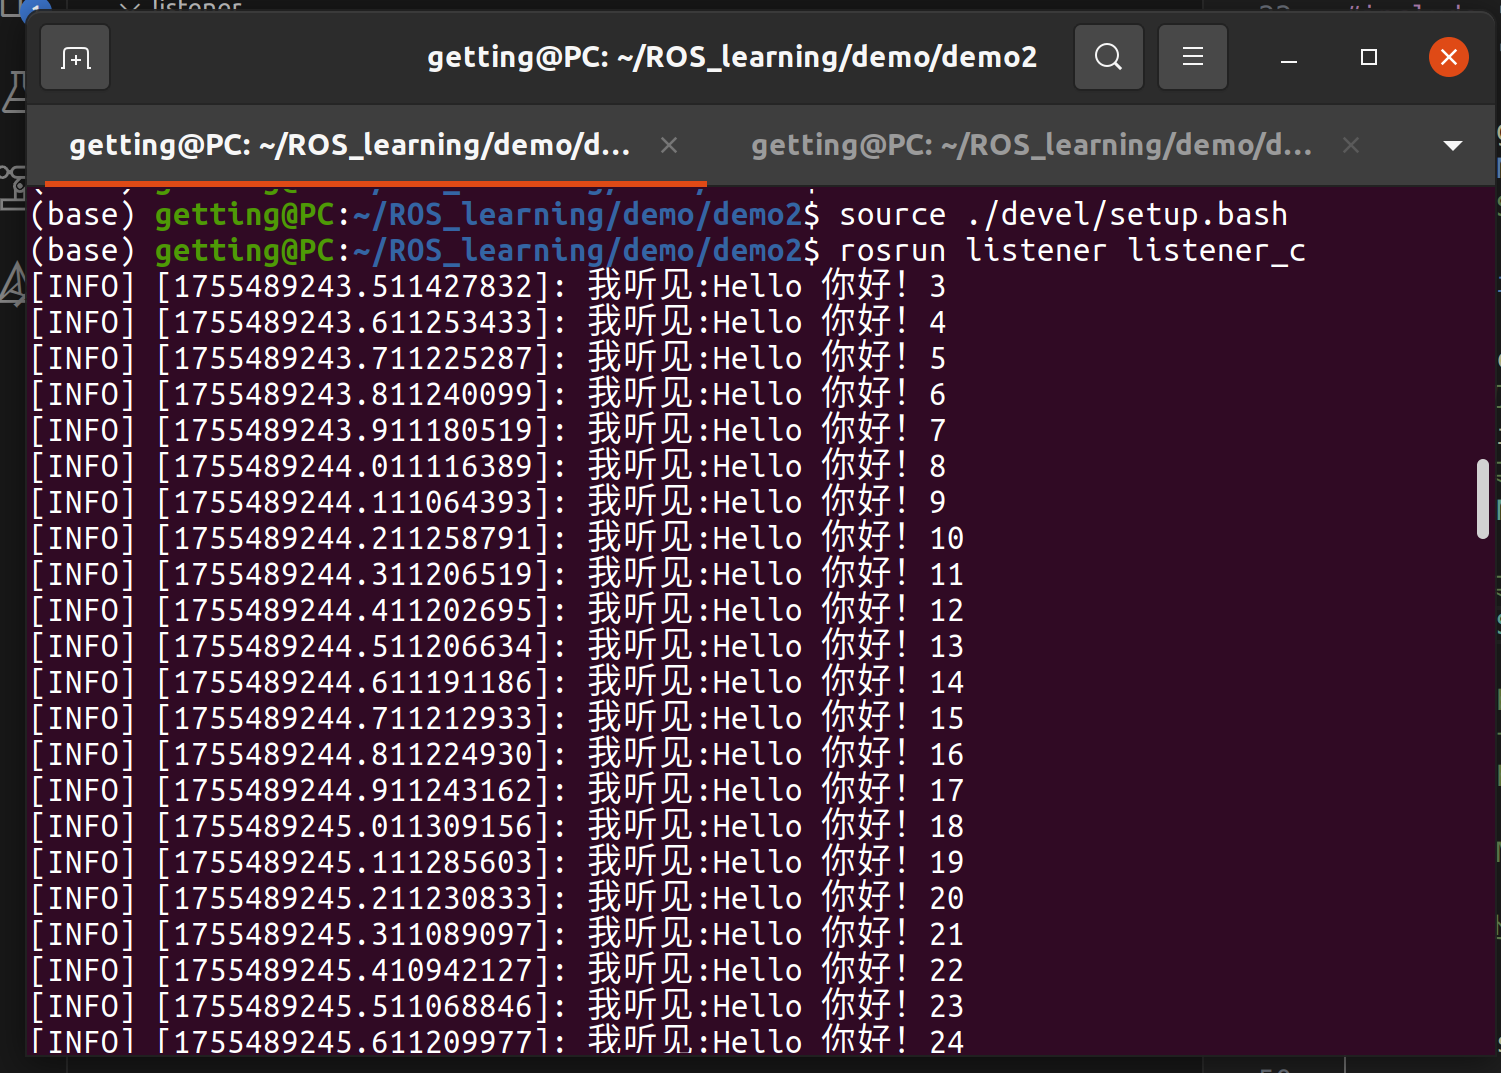 listener
getting@PC: ~/ROS_learning/demo/demo2
getting@PC: ~/ROS_learning/demo/d...
getting@PC: ~/ROS_learning/demo/d...
(base) getting@PC:~/ROS_learning/demo/demo2$ source ./devel/setup.bash
(base) getting@PC:~/ROS_learning/demo/demo2$ rosrun listener listener_c
[INFO] [1755489243.511427832]: 我听见:Hello 你好！3
[INFO] [1755489243.611253433]: 我听见:Hello 你好！4
[INFO] [1755489243.711225287]: 我听见:Hello 你好！5
[INFO] [1755489243.811240099]: 我听见:Hello 你好！6
[INFO] [1755489243.911180519]: 我听见:Hello 你好！7
[INFO] [1755489244.011116389]: 我听见:Hello 你好！8
[INFO] [1755489244.111064393]: 我听见:Hello 你好！9
[INFO] [1755489244.211258791]: 我听见:Hello 你好！10
[INFO] [1755489244.311206519]: 我听见:Hello 你好！11
[INFO] [1755489244.411202695]: 我听见:Hello 你好！12
[INFO] [1755489244.511206634]: 我听见:Hello 你好！13
[INFO] [1755489244.611191186]: 我听见:Hello 你好！14
[INFO] [1755489244.711212933]: 我听见:Hello 你好！15
[INFO] [1755489244.811224930]: 我听见:Hello 你好！16
[INFO] [1755489244.911243162]: 我听见:Hello 你好！17
[INFO] [1755489245.011309156]: 我听见:Hello 你好！18
[INFO] [1755489245.111285603]: 我听见:Hello 你好！19
[INFO] [1755489245.211230833]: 我听见:Hello 你好！20
[INFO] [1755489245.311089097]: 我听见:Hello 你好！21
[INFO] [1755489245.410942127]: 我听见:Hello 你好！22
[INFO] [1755489245.511068846]: 我听见:Hello 你好！23
[INFO] [1755489245.611209977]: 我听见:Hello 你好！24